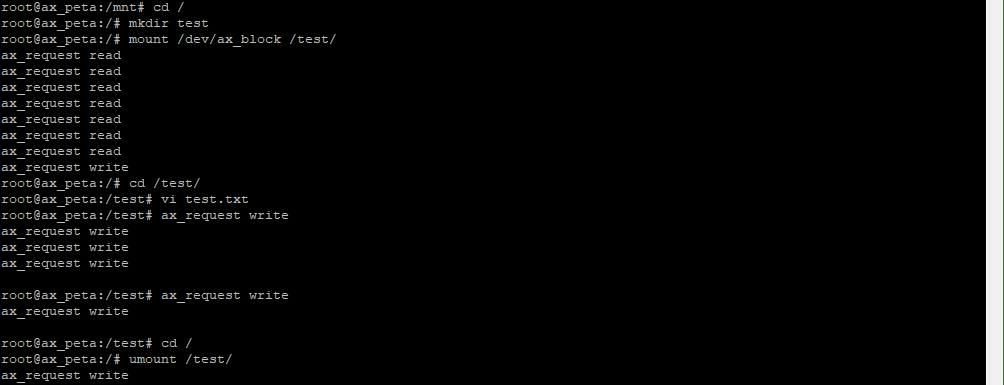 root@ax_peta:/mnt# cd /
root@ax_peta:/# mkdir test
root@ax_peta:/# mount /dev/ax_block /test/
ax_request read
ax_request read
ax_request read
ax_request read
ax_request read
ax_request read
ax_request read
ax_request write
root@ax_peta:/# cd /test/
root@ax_peta:/test# vi test.txt
root@ax_peta:/test# ax_request write
ax_request write
ax_request write
ax_request write
root@ax_peta:/test# ax_request write
ax_request write
root@ax_peta:/test# cd /
root@ax_peta:/# umount /test/
ax_request write